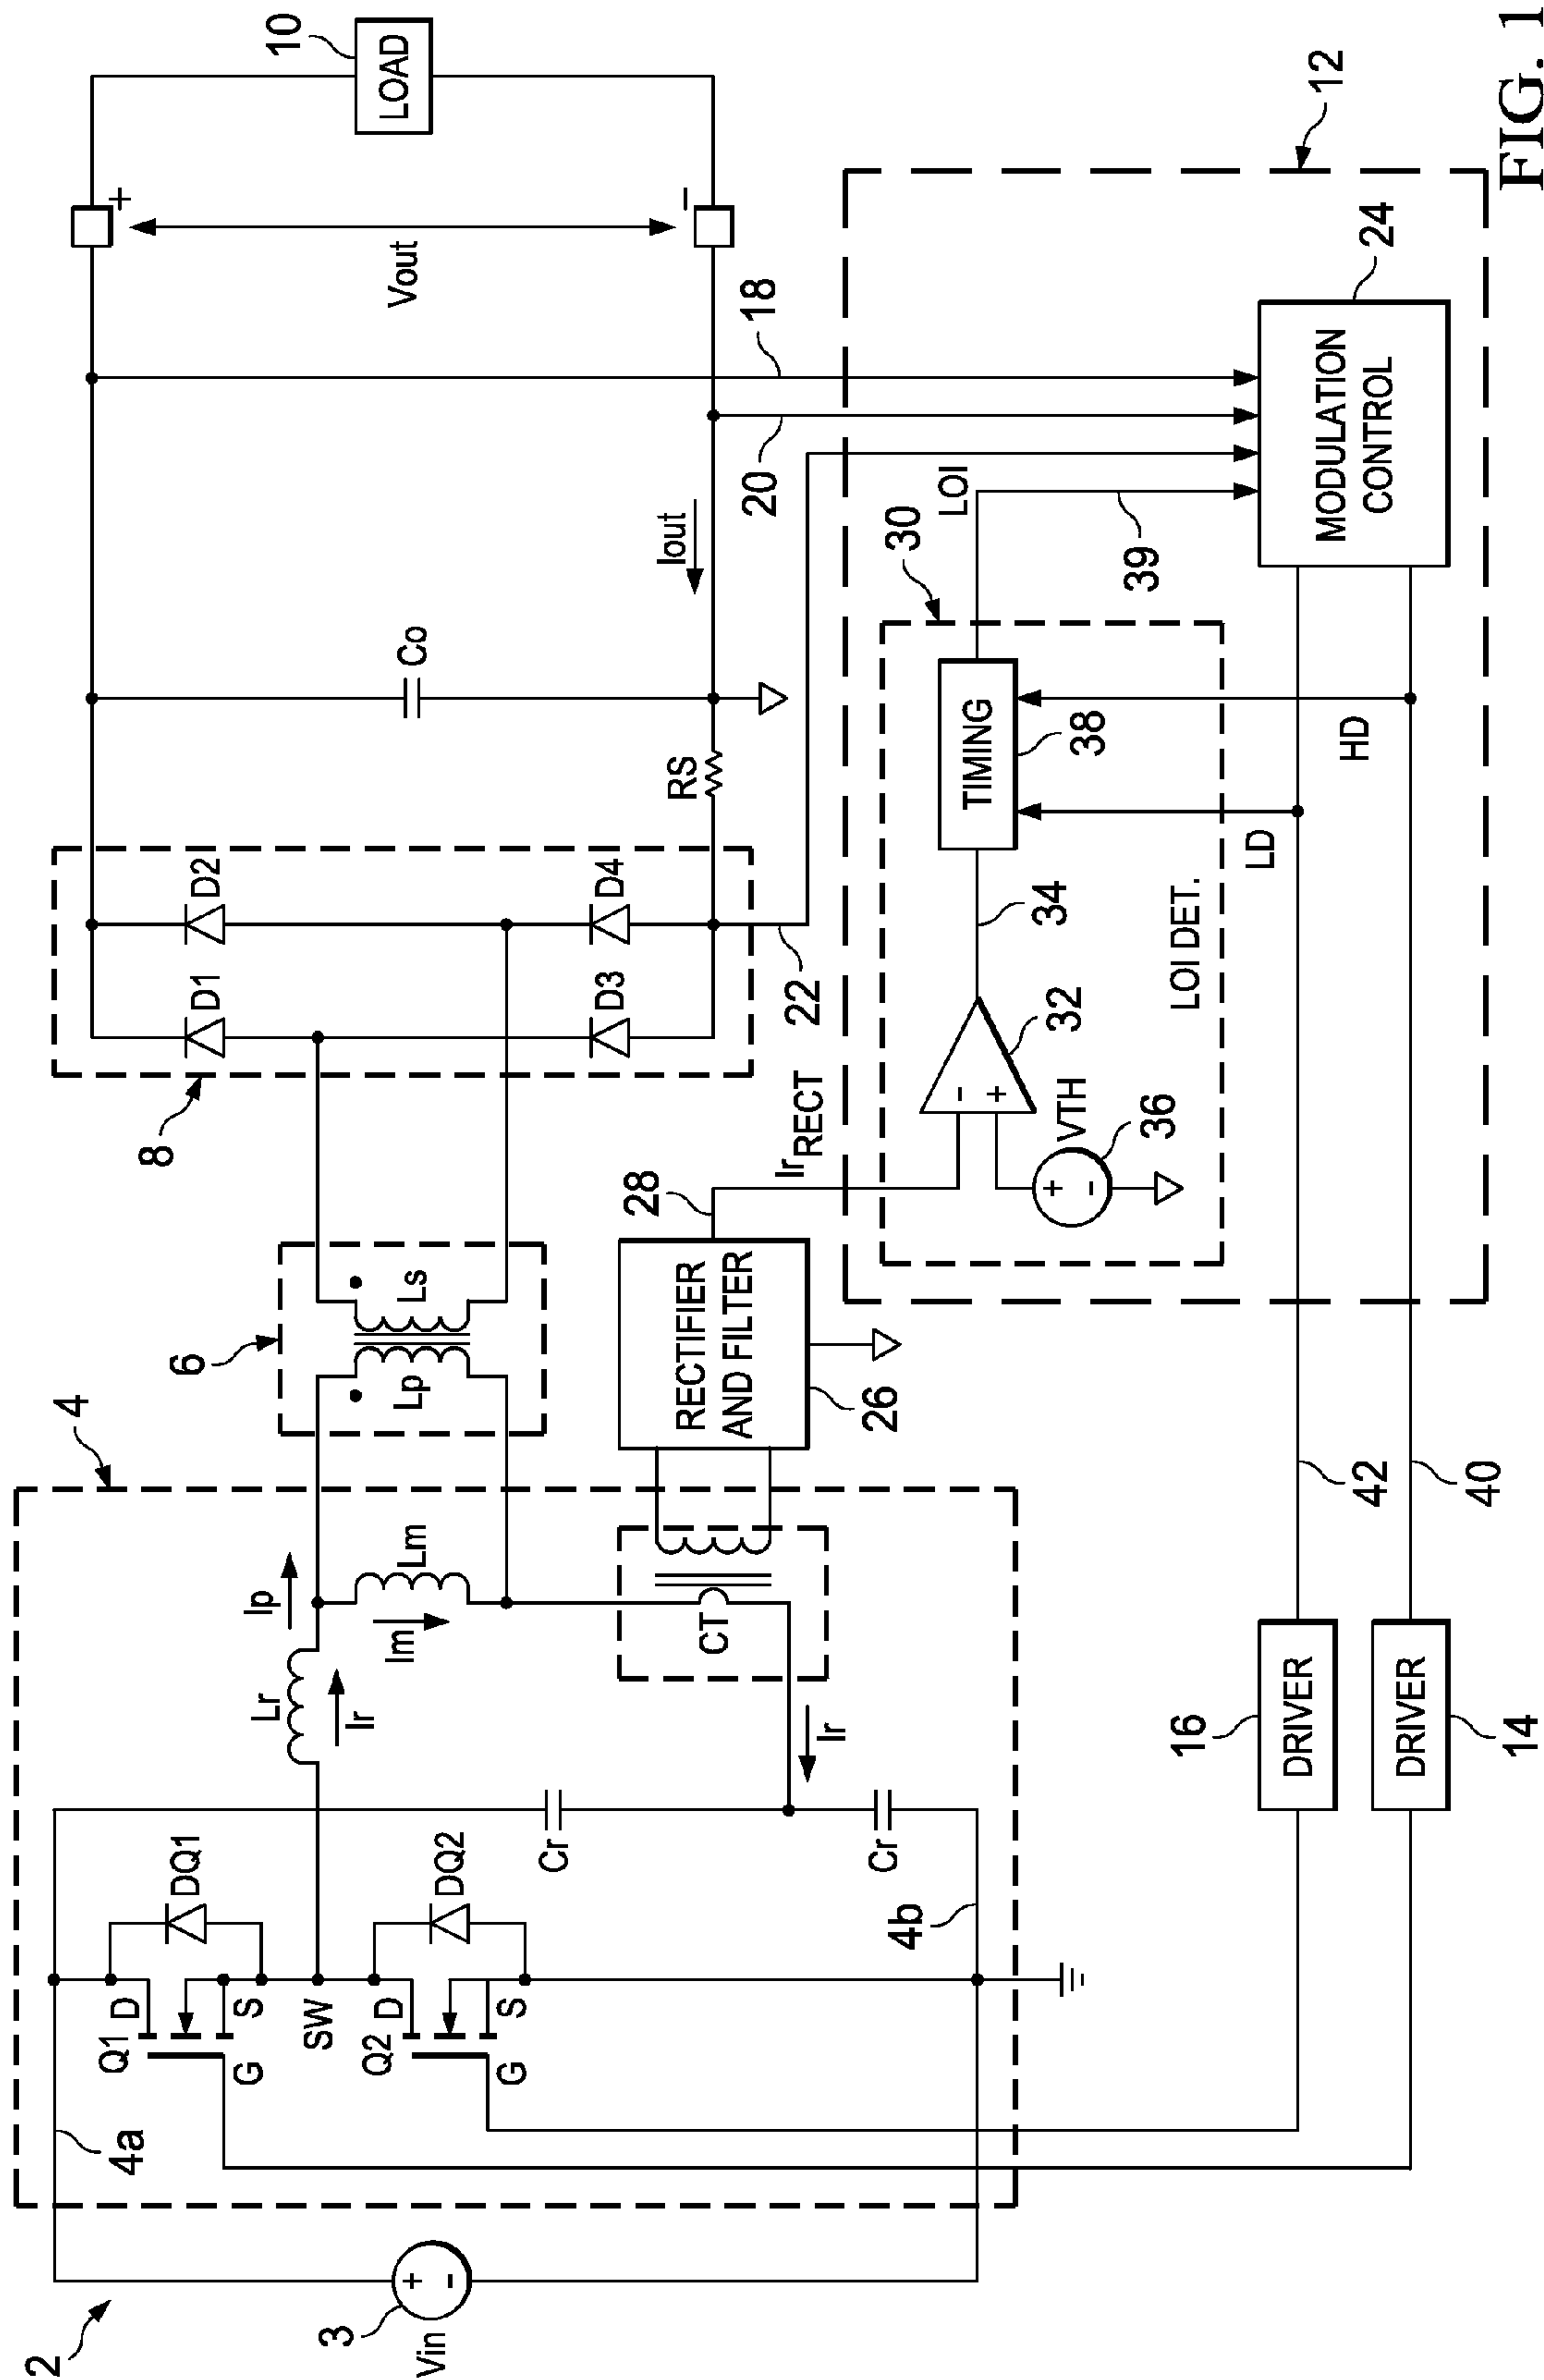 2
3
Vin
+
-
4
4a
4b
Q1
D
S
G
DQ1
SW
Q2
D
S
G
DQ2
Cr
Cr
Lr
Ir
Ip
Im
Lm
Ir
CT
6
Lp
Ls
8
D1
D2
D3
D4
RS
Co
Iout
Vout
+
-
LOAD
10
18
20
22
RECTIFIER
AND FILTER
26
28
IrRECT
12
30
LOI DET.
-
+
32
34
VTH
+
-
36
TIMING
38
LOI
39
MODULATION
CONTROL
24
LD
HD
42
40
DRIVER
16
DRIVER
14
FIG. 1